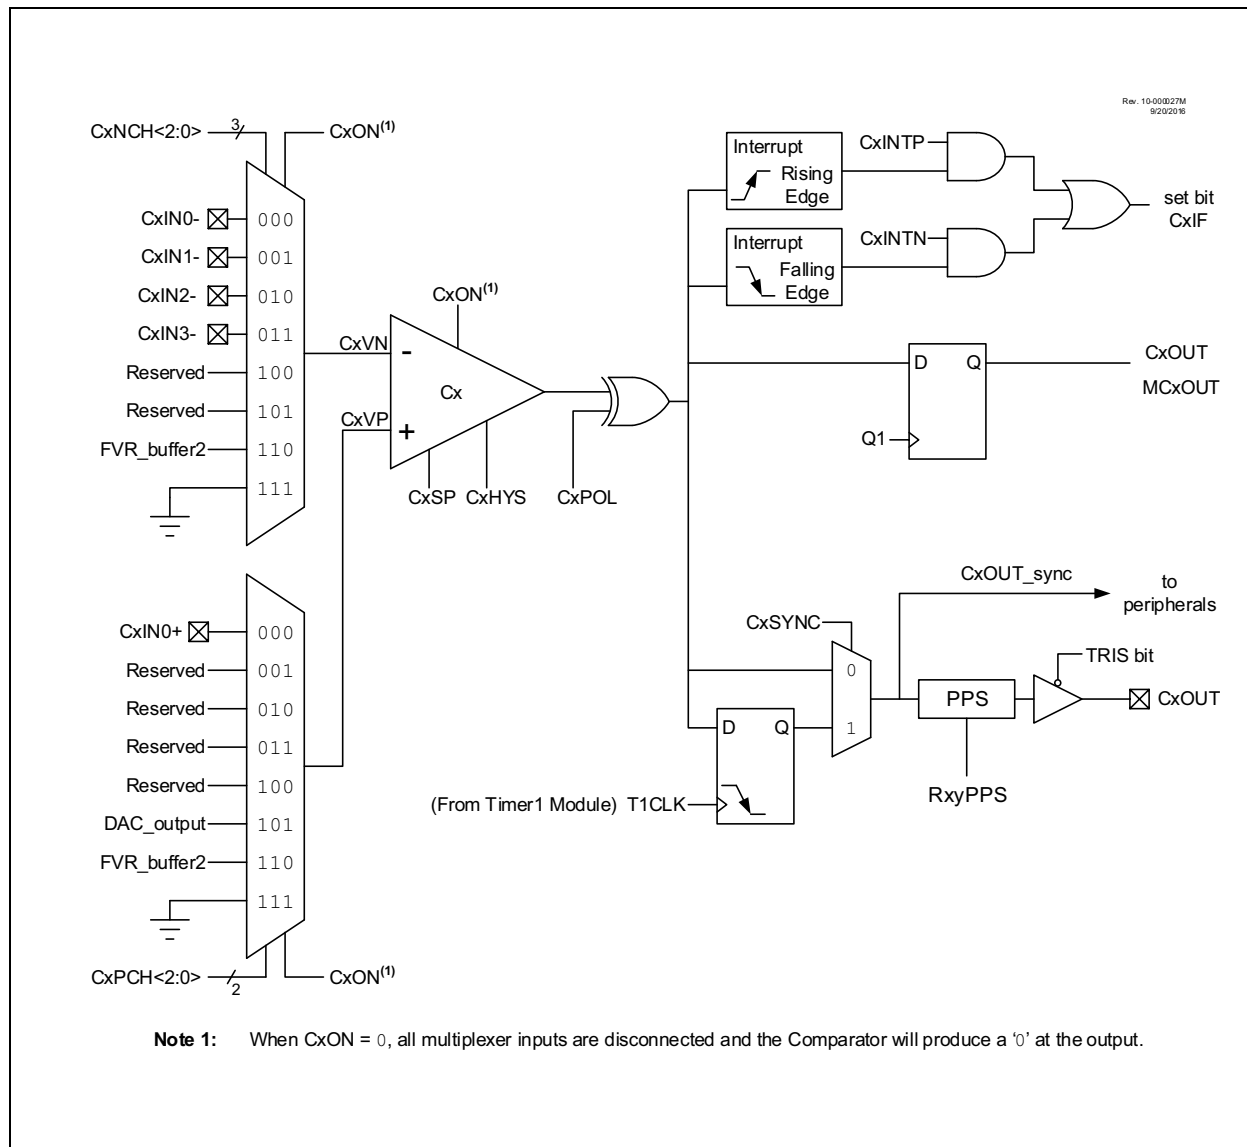 Rev. 10-000027M
9/20/2016
CxNCH<2:0>
3
CxON(1)
CxIN0-
000
CxIN1-
001
CxIN2-
010
CxIN3-
011
Reserved
100
Reserved
101
FVR_buffer2
110
111
CxVN
CxVP
CxON(1)
-
Cx
+
CxSP
CxHYS
CxPOL
Interrupt
Rising
Edge
CxINTP
Interrupt
Falling
Edge
CxINTN
set bit
CxIF
D
Q
Q1
CxOUT
MCxOUT
CxIN0+
000
Reserved
001
Reserved
010
Reserved
011
Reserved
100
DAC_output
101
FVR_buffer2
110
111
CxPCH<2:0>
2
CxON(1)
CxOUT_sync
to
peripherals
CxSYNC
0
1
D
Q
(From Timer1 Module) T1CLK
PPS
RxyPPS
TRIS bit
CxOUT
Note 1: When CxON = 0, all multiplexer inputs are disconnected and the Comparator will produce a ‘0’ at the output.